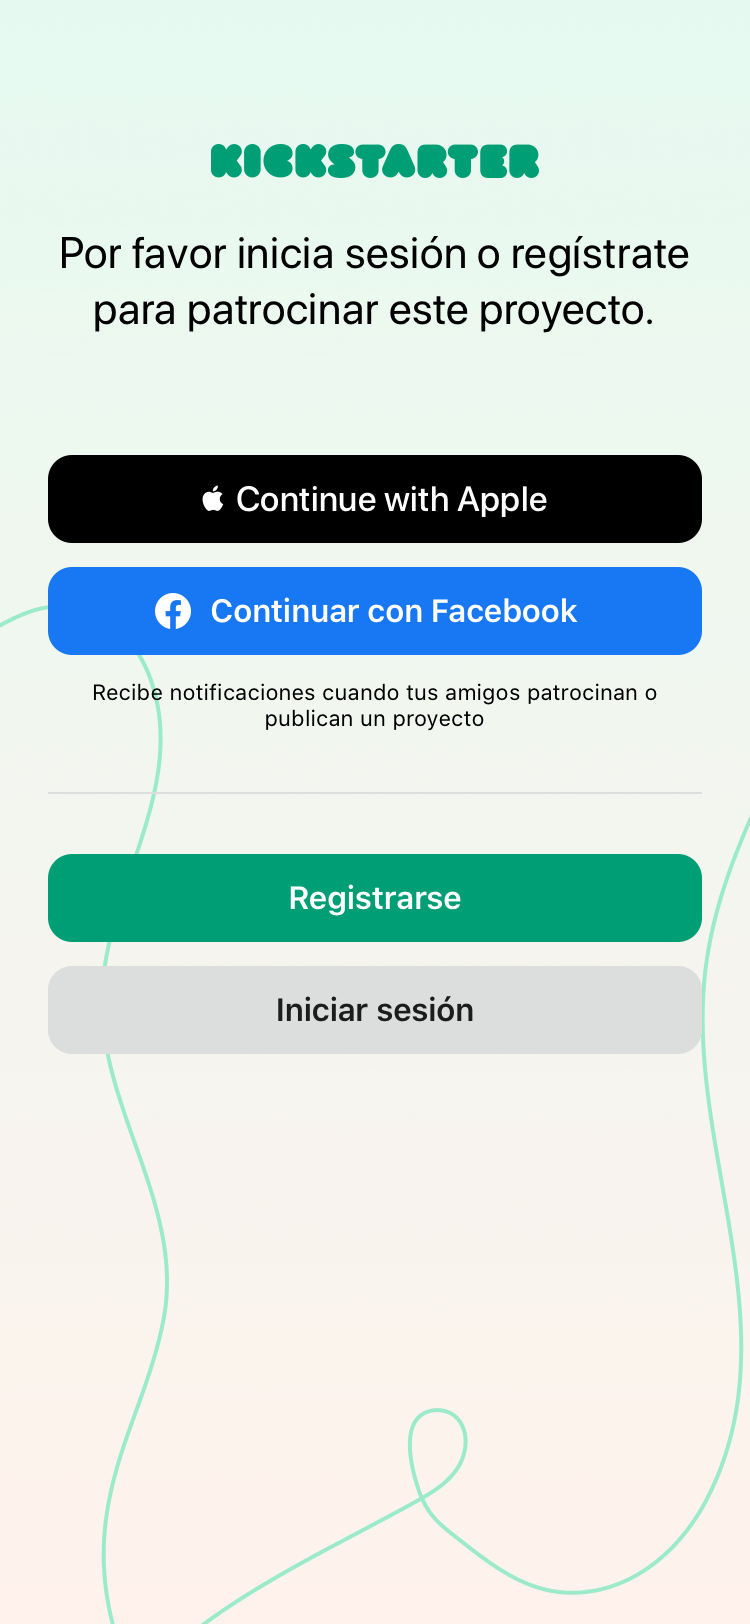 KICKSTARTER
Por favor inicia sesión o regístrate
para patrocinar este proyecto.
Continue with Apple
Continuar con Facebook
Recibe notificaciones cuando tus amigos patrocinan o
publican un proyecto
Registrarse
Iniciar sesión